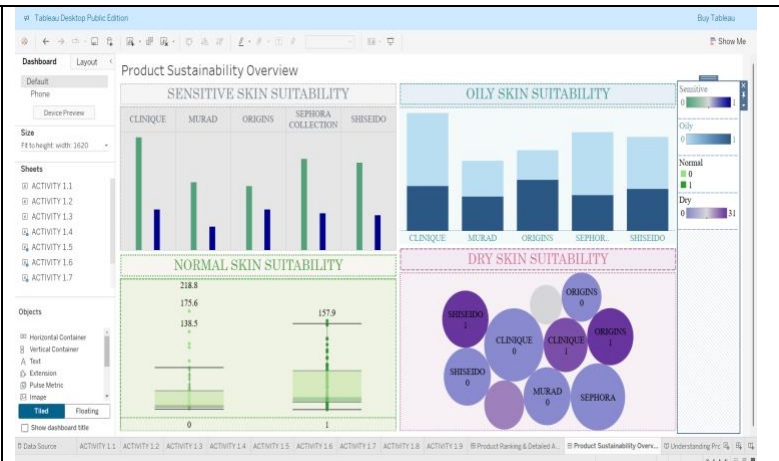 Tableau Desktop Public Edition
Buy Tableau
Show Me
Dashboard
Layout
Default
Phone
Device Preview
Size
Fit to height: width: 1620
Sheets
ACTIVITY 1.1
ACTIVITY 1.2
ACTIVITY 1.3
ACTIVITY 1.4
ACTIVITY 1.5
ACTIVITY 1.6
ACTIVITY 1.7
Objects
Horizontal Container
Vertical Container
Text
Extension
Pulse Metric
Image
Tiled
Floating
Show dashboard title
Product Sustainability Overview
SENSITIVE SKIN SUITABILITY
CLINIQUE
MURAD
ORIGINS
SEPHORA
COLLECTION
SHISEIDO
OILY SKIN SUITABILITY
CLINIQUE
MURAD
ORIGINS
SEPHOR..
SHISEIDO
NORMAL SKIN SUITABILITY
218.8
175.6
138.5
157.9
0
1
DRY SKIN SUITABILITY
ORIGINS
0
SHISEIDO
1
CLINIQUE
0
CLINIQUE
1
ORIGINS
1
SHISEIDO
0
MURAD
0
SEPHORA
Sensitive
0 1
Oily
0 1
Normal
0
1
Dry
0 31
Data Source
ACTIVITY 1.1
ACTIVITY 1.2
ACTIVITY 1.3
ACTIVITY 1.4
ACTIVITY 1.5
ACTIVITY 1.6
ACTIVITY 1.7
ACTIVITY 1.8
ACTIVITY 1.9
Product Ranking & Detailed A...
Product Sustainability Overv...
Understanding Prc